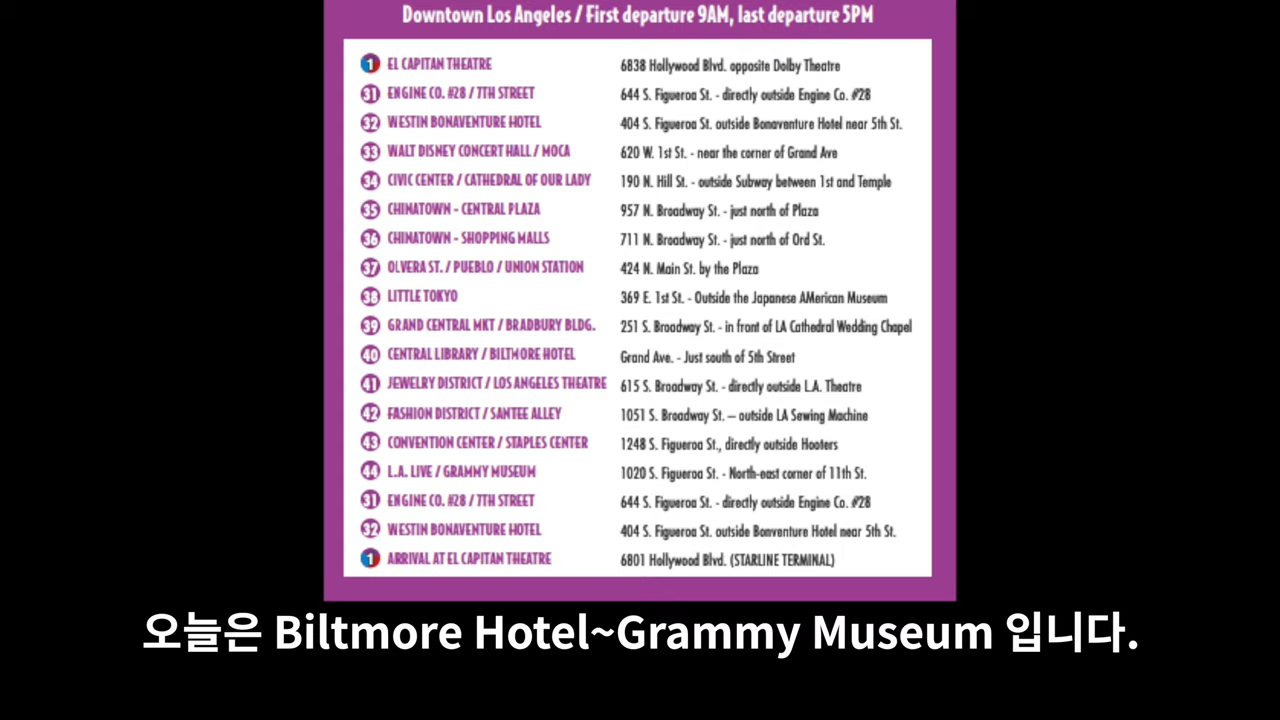 Downtown Los Angeles / First departure 9AM, last departure 5PM
1 EL CAPITAN THEATRE 6838 Hollywood Blvd. opposite Dolby Theatre
31 ENGINE CO. #28 / 7TH STREET 644 S. Figueroa St. - directly outside Engine Co. #28
32 WESTIN BONAVENTURE HOTEL 404 S. Figueroa St. outside Bonaventure Hotel near 5th St.
33 WALT DISNEY CONCERT HALL / MOCA 620 W. 1st St. - near the corner of Grand Ave
34 CIVIC CENTER / CATHEDRAL OF OUR LADY 190 N. Hill St. - outside Subway between 1st and Temple
35 CHINATOWN - CENTRAL PLAZA 957 N. Broadway St. - just north of Plaza
36 CHINATOWN - SHOPPING MALLS 711 N. Broadway St. - just north of Ord St.
37 OLVERA ST. / PUEBLO / UNION STATION 424 N. Main St. by the Plaza
38 LITTLE TOKYO 369 E. 1st St. - Outside the Japanese AMerican Museum
39 GRAND CENTRAL MKT / BRADBURY BLDG. 251 S. Broadway St. - in front of LA Cathedral Wedding Chapel
40 CENTRAL LIBRARY / BILTMORE HOTEL Grand Ave. - Just south of 5th Street
41 JEWELRY DISTRICT / LOS ANGELES THEATRE 615 S. Broadway St. - directly outside L.A. Theatre
42 FASHION DISTRICT / SANTEE ALLEY 1051 S. Broadway St. – outside LA Sewing Machine
43 CONVENTION CENTER / STAPLES CENTER 1248 S. Figueroa St., directly outside Hooters
44 L.A. LIVE / GRAMMY MUSEUM 1020 S. Figueroa St. - North-east corner of 11th St.
31 ENGINE CO. #28 / 7TH STREET 644 S. Figueroa St. - directly outside Engine Co. #28
32 WESTIN BONAVENTURE HOTEL 404 S. Figueroa St. outside Bonventure Hotel near 5th St.
1 ARRIVAL AT EL CAPITAN THEATRE 6801 Hollywood Blvd. (STARLINE TERMINAL)
오늘은 Biltmore Hotel~Grammy Museum 입니다.